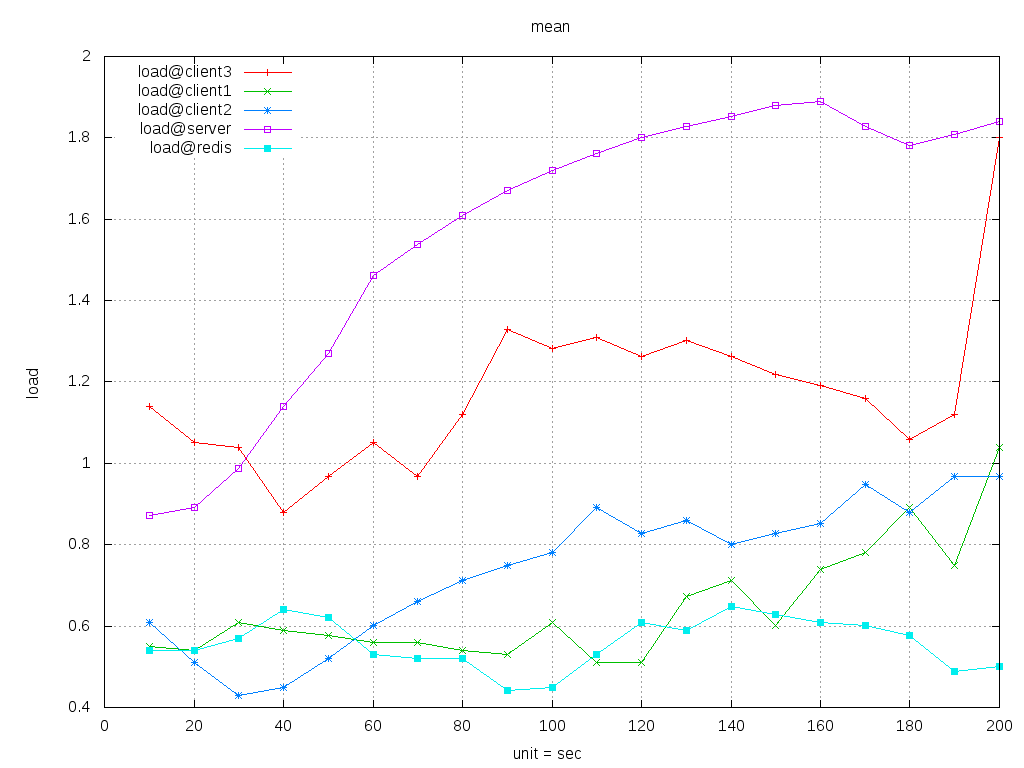 mean
2
load@client3
load@client1
load@client2
load@server
load@redis
1.8
1.6
1.4
1.2
load
1
0.8
0.6
0.4
0 20 40 60 80 100 120 140 160 180 200
unit = sec